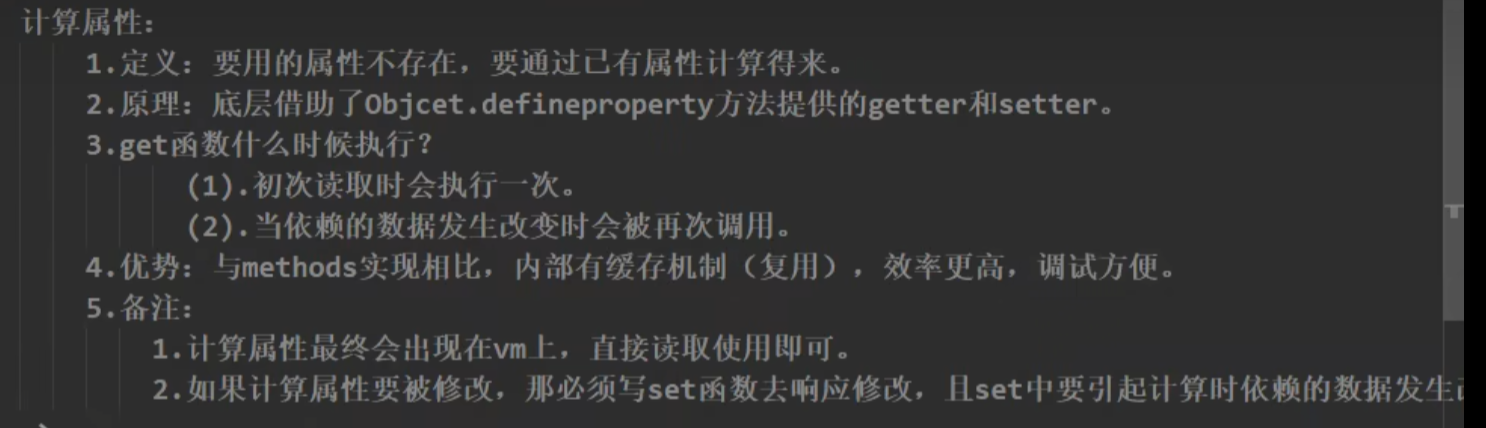 计算属性：
1.定义：要用的属性不存在，要通过已有属性计算得来。
2.原理：底层借助了Objcet.defineproperty方法提供的getter和setter。
3.get函数什么时候执行？
(1).初次读取时会执行一次。
(2).当依赖的数据发生改变时会被再次调用。
4.优势：与methods实现相比，内部有缓存机制（复用），效率更高，调试方便。
5.备注：
1.计算属性最终会出现在vm上，直接读取使用即可。
2.如果计算属性要被修改，那必须写set函数去响应修改，且set中要引起计算时依赖的数据发生